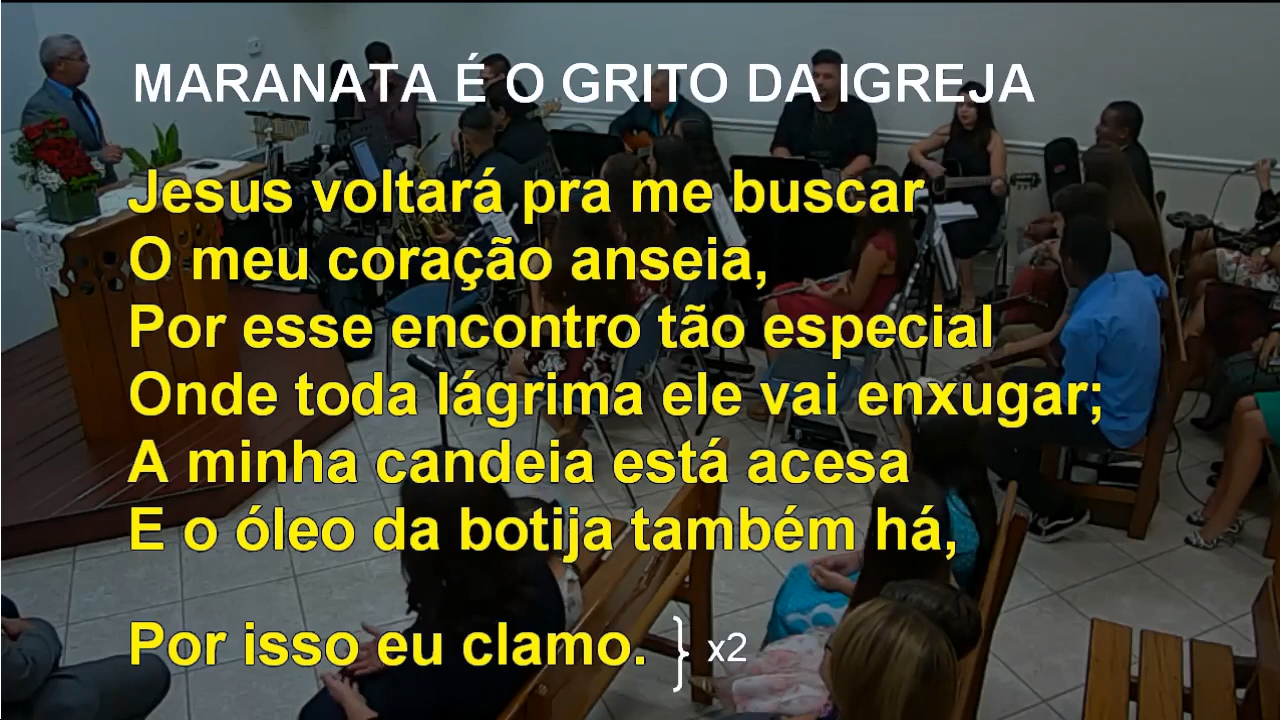 MARANATA É O GRITO DA IGREJA
Jesus voltará pra me buscar
O meu coração anseia,
Por esse encontro tão especial
Onde toda lágrima ele vai enxugar;
A minha candeia está acesa
E o óleo da botija também há,
Por isso eu clamo. } x2